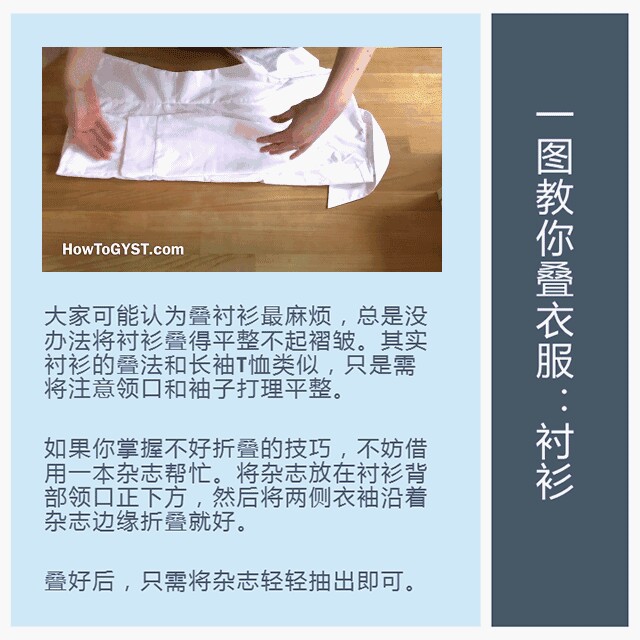 HowToGYST.com
大家可能认为叠衬衫最麻烦，总是没
办法将衬衫叠得平整不起褶皱。其实
衬衫的叠法和长袖T恤类似，只是需
将注意领口和袖子打理平整。
如果你掌握不好折叠的技巧，不妨借
用一本杂志帮忙。将杂志放在衬衫背
部领口正下方，然后将两侧衣袖沿着
杂志边缘折叠就好。
叠好后，只需将杂志轻轻抽出即可。
一图教你叠衣服：衬衫